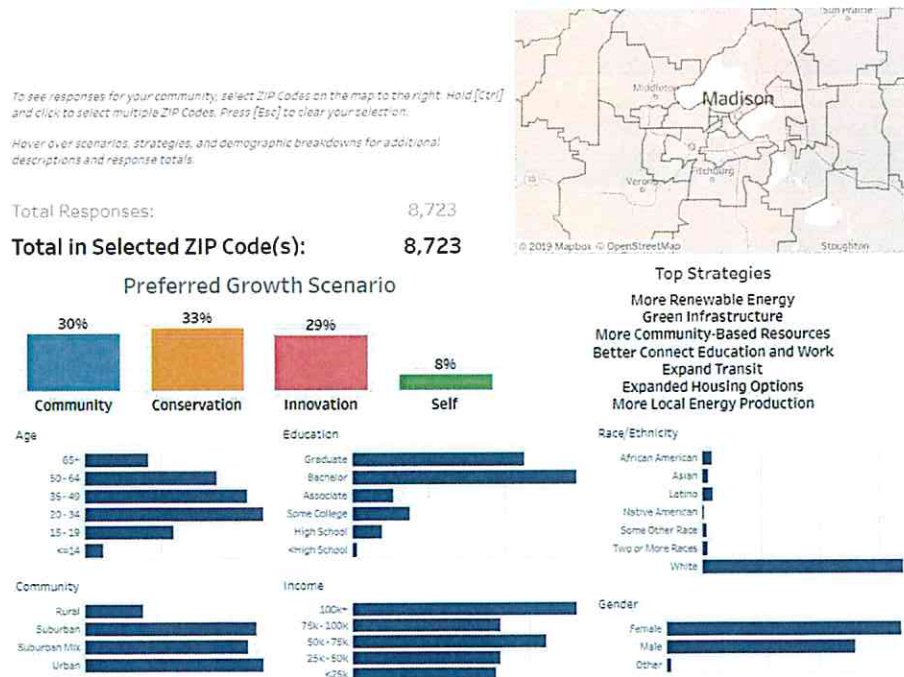 To see responses for your community, select ZIP Codes on the map to the right. Hold [Ctrl]
and click to select multiple ZIP Codes. Press [Esc] to clear your selection.
Hover over scenarios, strategies, and demographic breakdowns for additional
descriptions and response totals.
Total Responses: 8,723
Total in Selected ZIP Code(s): 8,723
Sun Prairie
Middleton
Madison
Fitchburg
Verona
Stoughton
© 2019 Mapbox © OpenStreetMap
Preferred Growth Scenario
30% 33% 29% 8%
Community Conservation Innovation Self
Top Strategies
More Renewable Energy
Green Infrastructure
More Community-Based Resources
Better Connect Education and Work
Expand Transit
Expanded Housing Options
More Local Energy Production
Age
65+
50-64
35-49
20-34
15-19
<=14
Education
Graduate
Bachelor
Associate
Some College
High School
<High School
Race/Ethnicity
African American
Asian
Latino
Native American
Some Other Race
Two or More Races
White
Community
Rural
Suburban
Suburban Mix
Urban
Income
100k+
75k-100k
50k-75k
25k-50k
<25k
Gender
Female
Male
Other